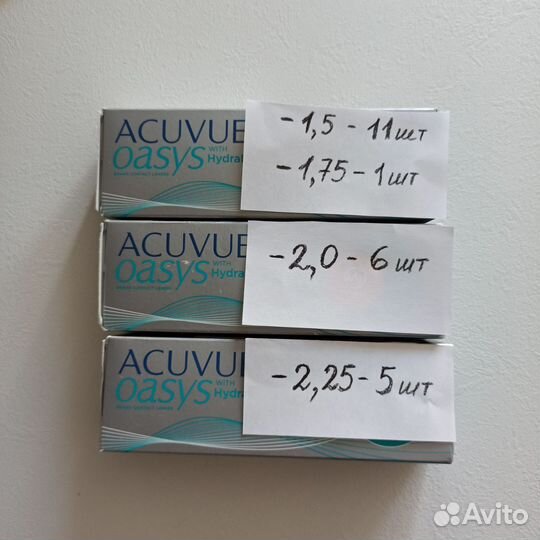 ACUVUE
oasys WITH Hydra
-1,5-11шт
-1,75-1шт
ACUVUE
oasys WITH Hydra
-2,0-6шт
ACUVUE
oasys WITH Hydra
-2,25-5шт
Avito